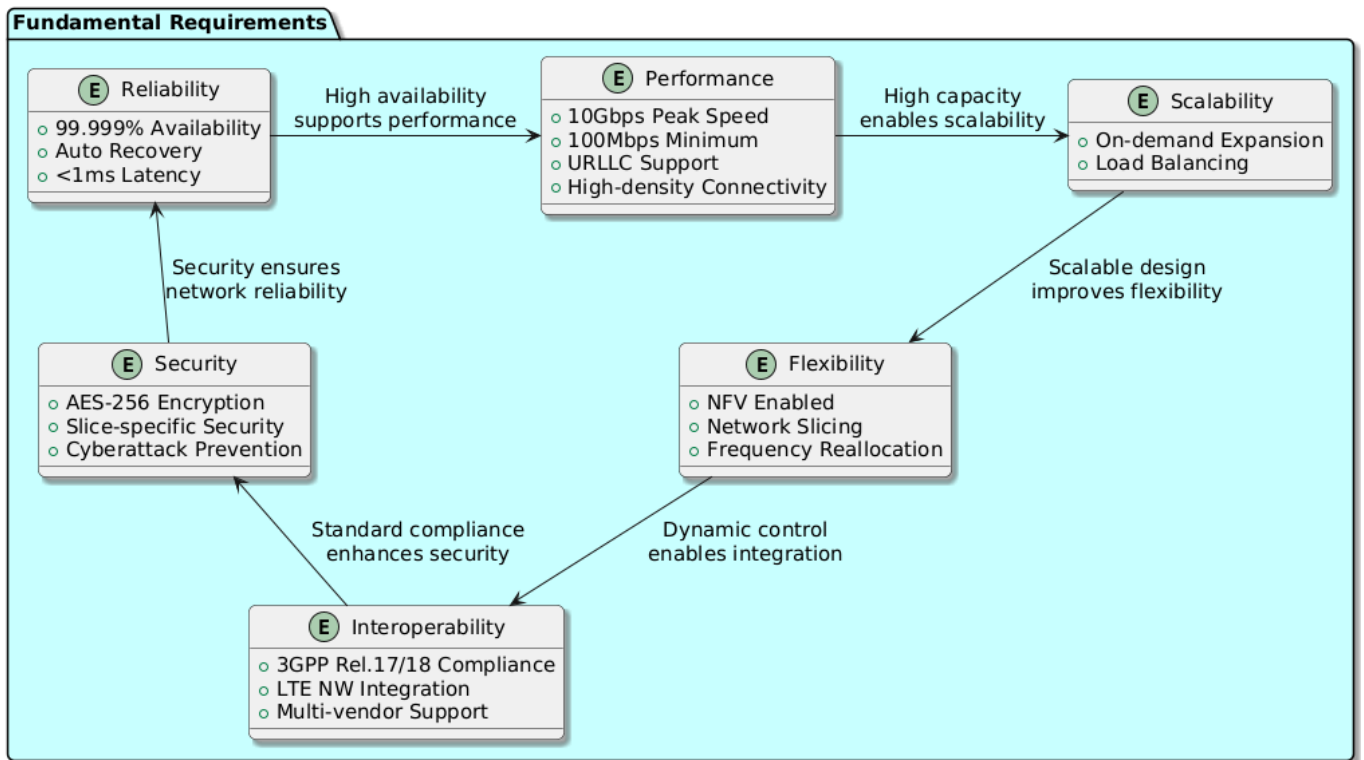 Fundamental Requirements
E Reliability
99.999% Availability
Auto Recovery
<1ms Latency
High availability
supports performance
E Performance
10Gbps Peak Speed
100Mbps Minimum
URLLC Support
High-density Connectivity
High capacity
enables scalability
E Scalability
On-demand Expansion
Load Balancing
Security ensures
network reliability
Scalable design
improves flexibility
E Security
AES-256 Encryption
Slice-specific Security
Cyberattack Prevention
E Flexibility
NFV Enabled
Network Slicing
Frequency Reallocation
Standard compliance
enhances security
Dynamic control
enables integration
E Interoperability
3GPP Rel.17/18 Compliance
LTE NW Integration
Multi-vendor Support